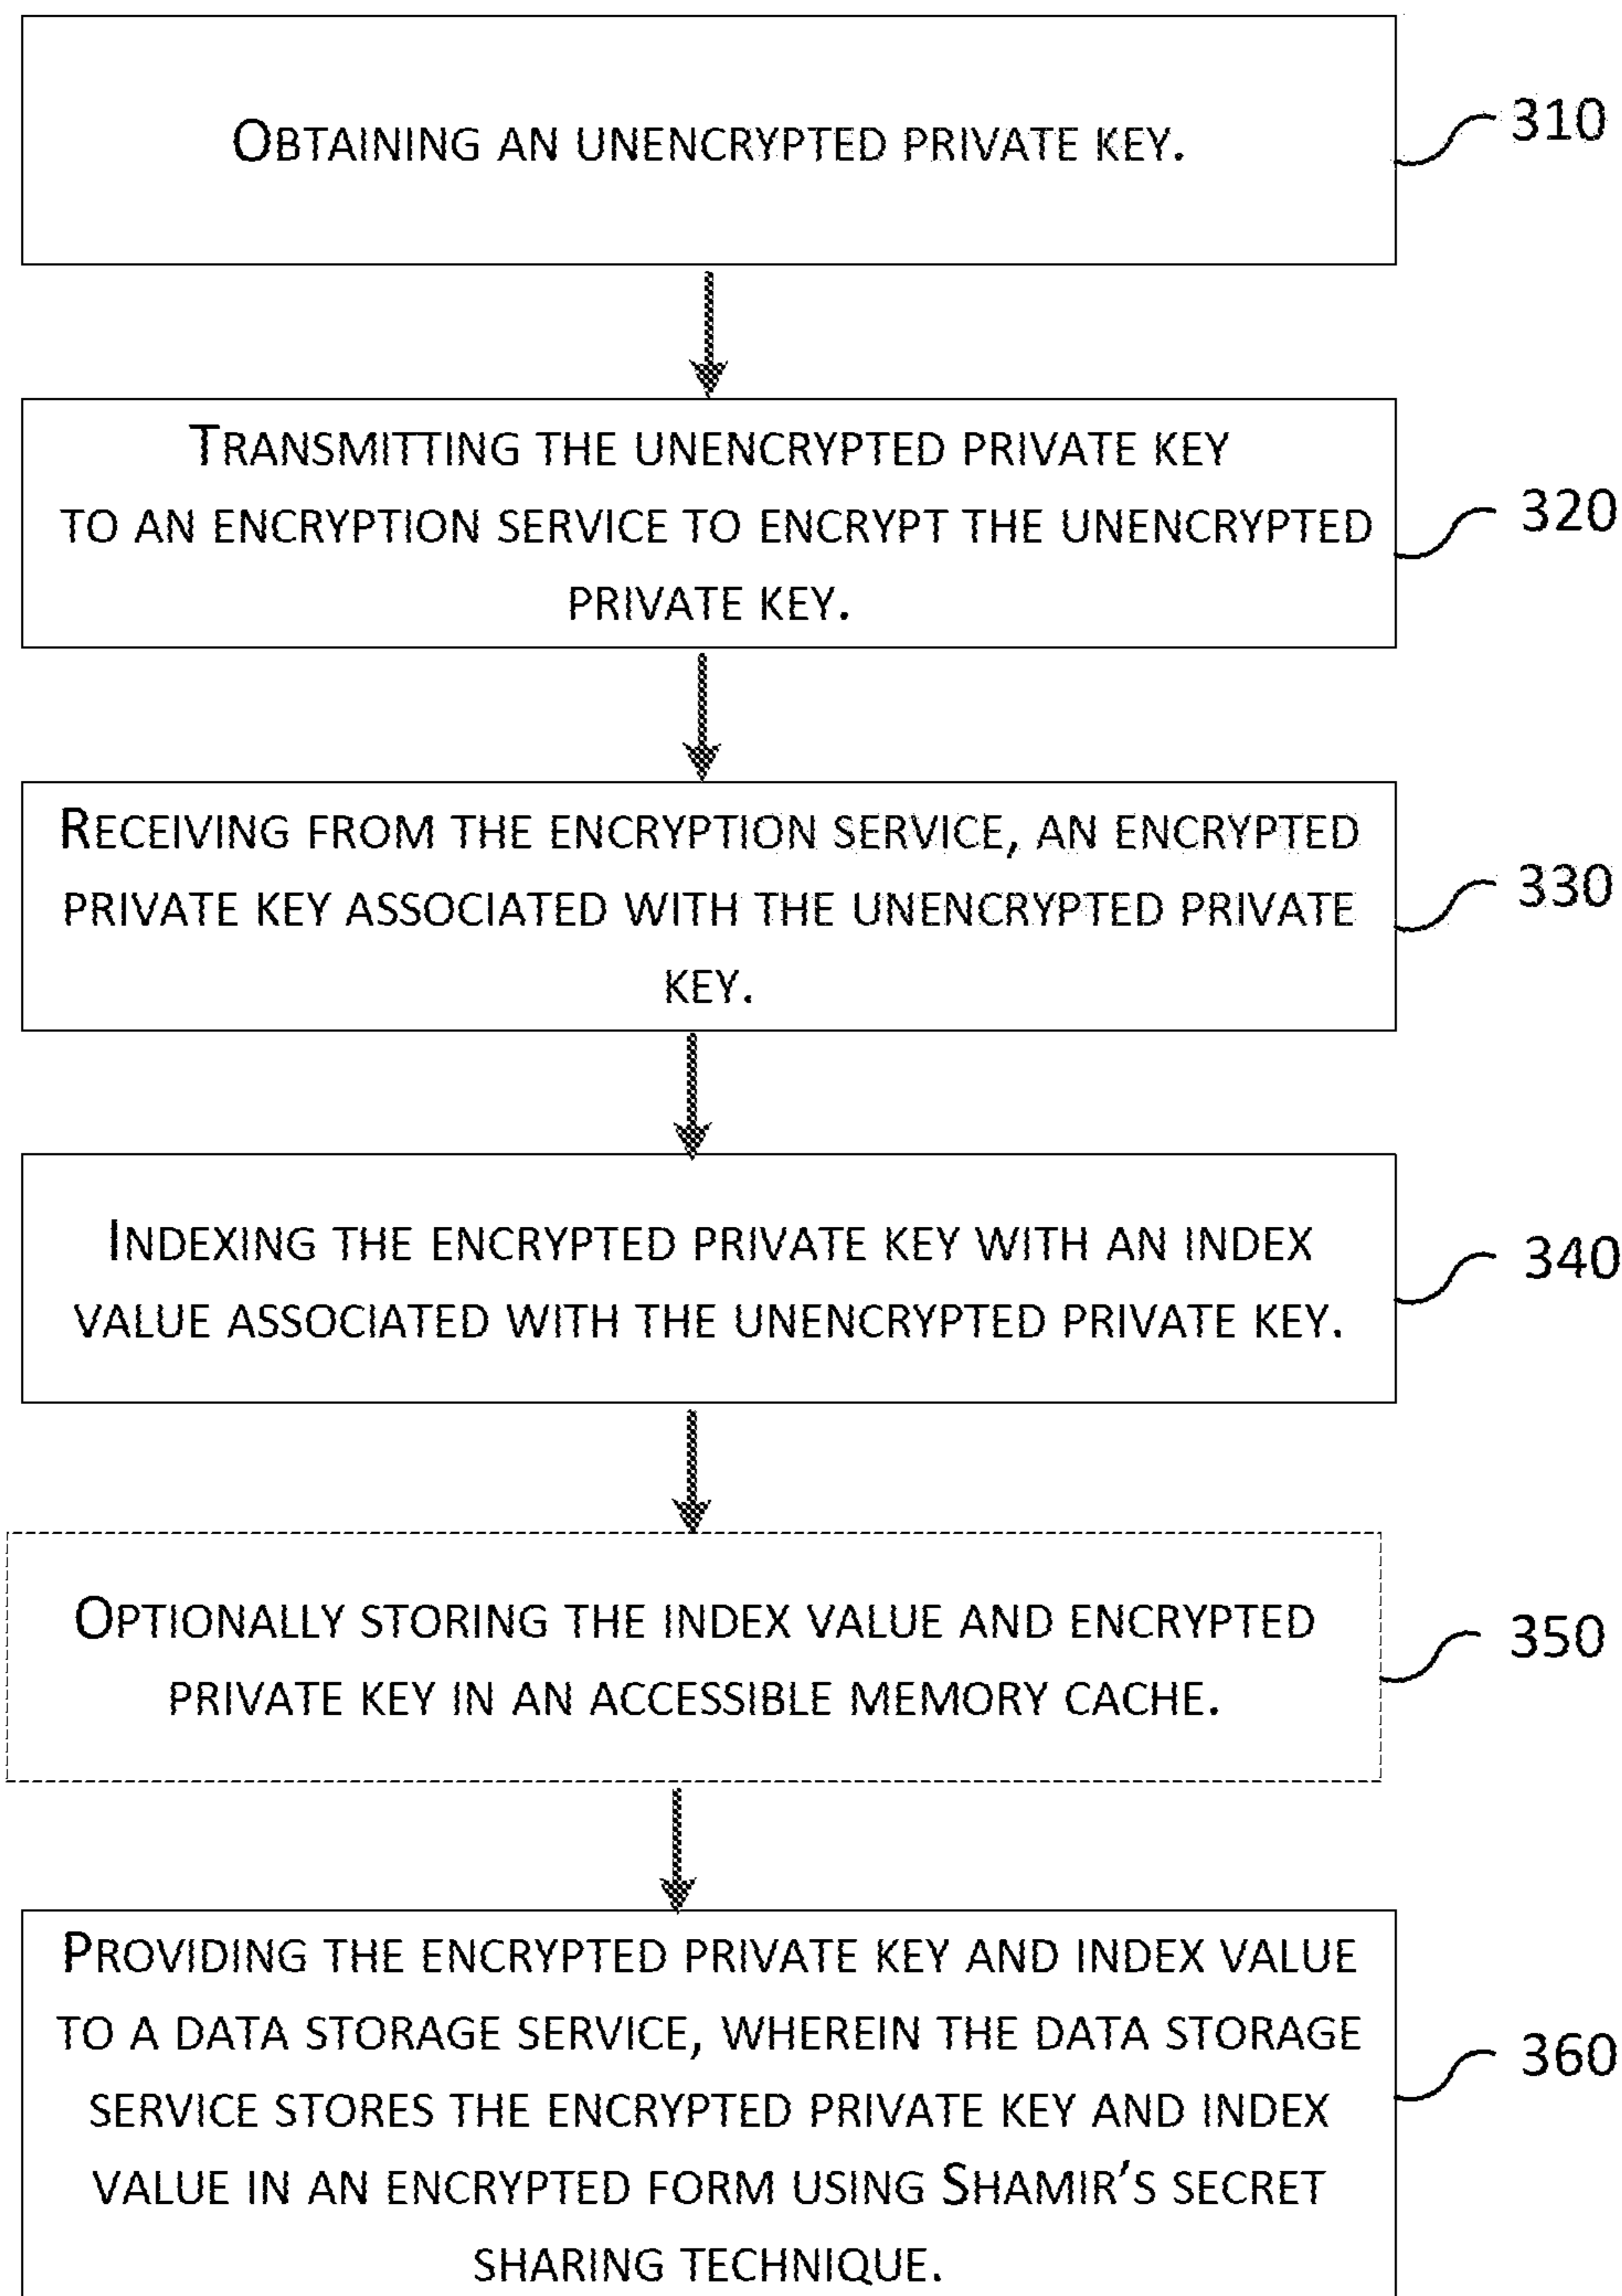 OBTAINING AN UNENCRYPTED PRIVATE KEY.
310
TRANSMITTING THE UNENCRYPTED PRIVATE KEY
TO AN ENCRYPTION SERVICE TO ENCRYPT THE UNENCRYPTED
PRIVATE KEY.
320
RECEIVING FROM THE ENCRYPTION SERVICE, AN ENCRYPTED
PRIVATE KEY ASSOCIATED WITH THE UNENCRYPTED PRIVATE
KEY.
330
INDEXING THE ENCRYPTED PRIVATE KEY WITH AN INDEX
VALUE ASSOCIATED WITH THE UNENCRYPTED PRIVATE KEY.
340
OPTIONALLY STORING THE INDEX VALUE AND ENCRYPTED
PRIVATE KEY IN AN ACCESSIBLE MEMORY CACHE.
350
PROVIDING THE ENCRYPTED PRIVATE KEY AND INDEX VALUE
TO A DATA STORAGE SERVICE, WHEREIN THE DATA STORAGE
SERVICE STORES THE ENCRYPTED PRIVATE KEY AND INDEX
VALUE IN AN ENCRYPTED FORM USING SHAMIR'S SECRET
SHARING TECHNIQUE.
360